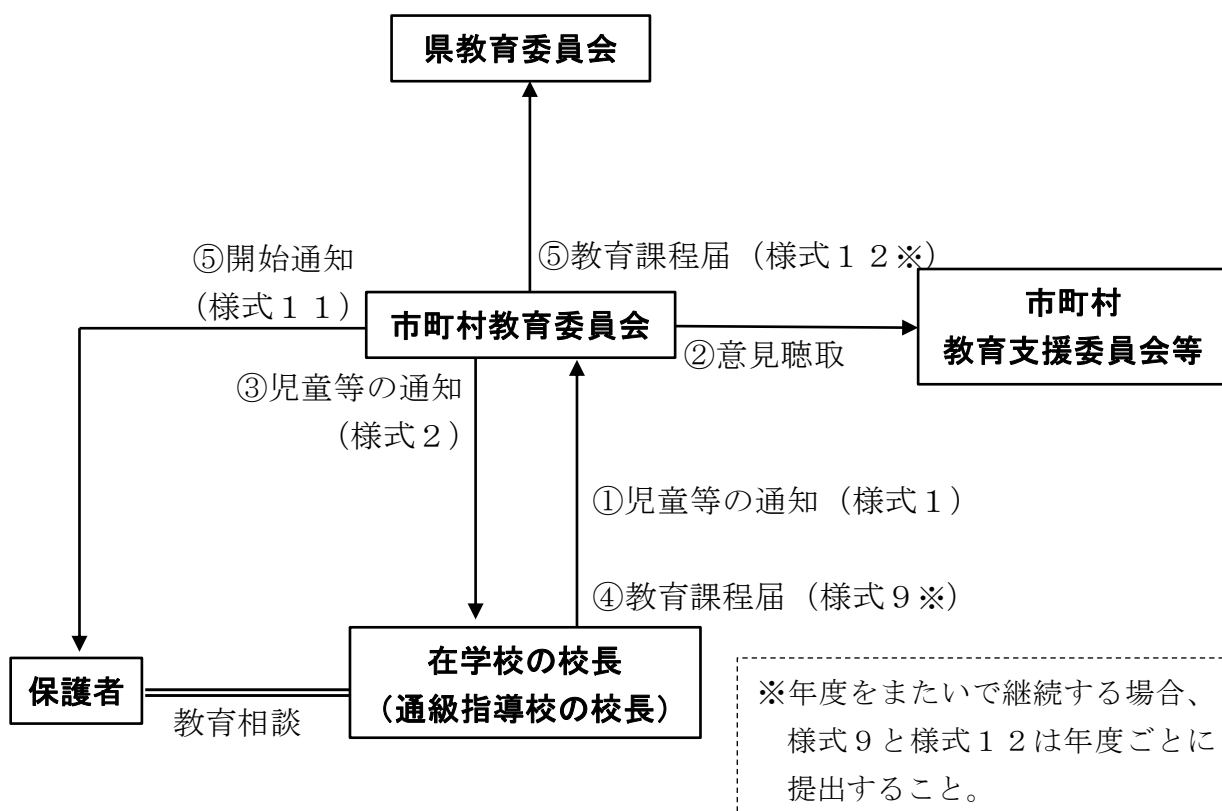 県教育委員会
⑤開始通知
(様式１１)
⑤教育課程届（様式１２※）
市町村教育委員会
②意見聴取
市町村
教育支援委員会等
③児童等の通知
（様式２）
①児童等の通知（様式１）
④教育課程届（様式９※）
保護者
教育相談
在学校の校長
（通級指導校の校長）
※年度をまたいで継続する場合、
様式９と様式１２は年度ごとに
提出すること。